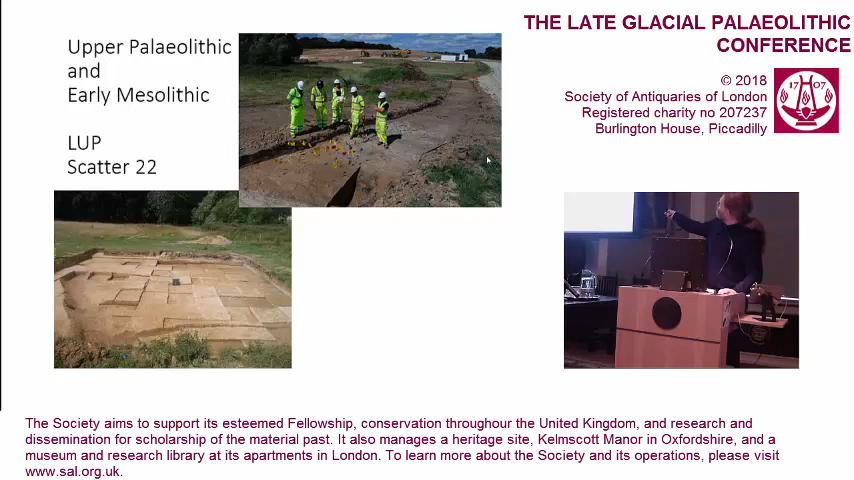 Upper Palaeolithic
and
Early Mesolithic
LUP
Scatter 22
THE LATE GLACIAL PALAEOLITHIC
CONFERENCE
© 2018
Society of Antiquaries of London
Registered charity no 207237
Burlington House, Piccadilly
17 07
The Society aims to support its esteemed Fellowship, conservation throughour the United Kingdom, and research and
dissemination for scholarship of the material past. It also manages a heritage site, Kelmscott Manor in Oxfordshire, and a
museum and research library at its apartments in London. To learn more about the Society and its operations, please visit
www.sal.org.uk.